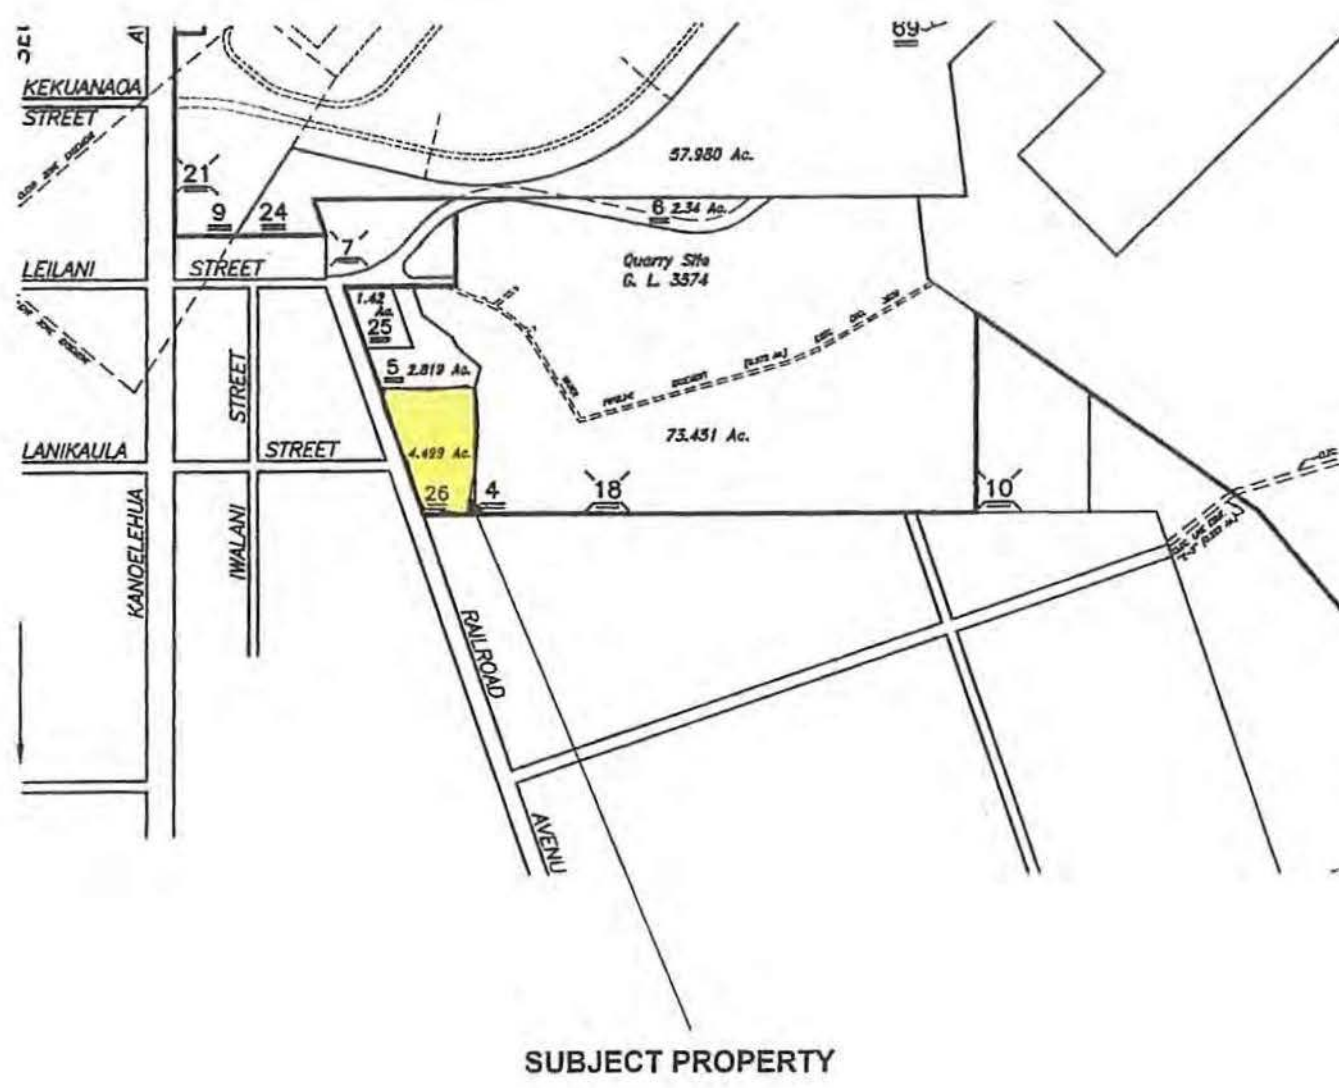 89
KEKUANAOA
STREET
57.980 Ac.
21
9
24
6 2.34 Ac.
7
LEILANI
STREET
Quarry Site
G. L. 3574
1.42
Ac.
25
5 2.819 Ac.
STREET
73.431 Ac.
LANIKAULA
STREET
4.499 Ac.
26
4
18
10
KANOELEHUA
IWALANI
RAILROAD
AVENU
SUBJECT PROPERTY